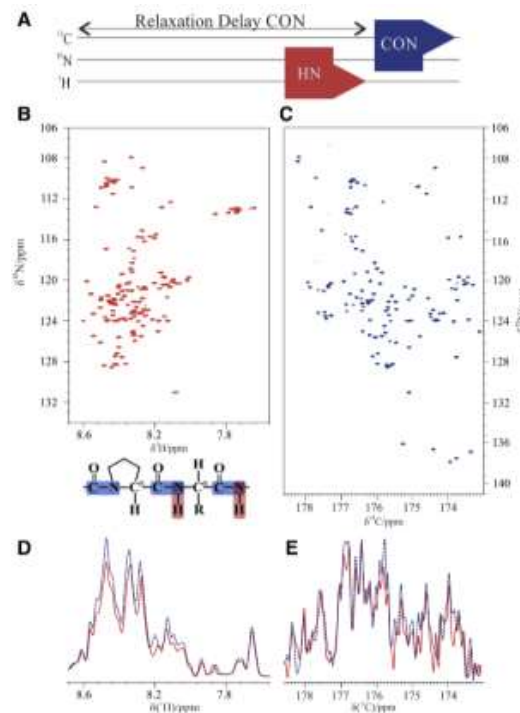 A
Relaxation Delay CON
¹³C
CON
¹⁵N
HN
¹H
B
C
106
108
112
116
120
124
128
132
δ¹⁵N/ppm
8.6 8.2 7.8
δ¹H/ppm
106
108
112
116
120
124
128
132
136
140
178 177 176 175 174
δ¹³C/ppm
O O H O
C N C C N C C N
H H R H
D
E
8.6 8.2 7.8
δ(¹H)/ppm
178 177 176 175 174
δ(¹³C)/ppm